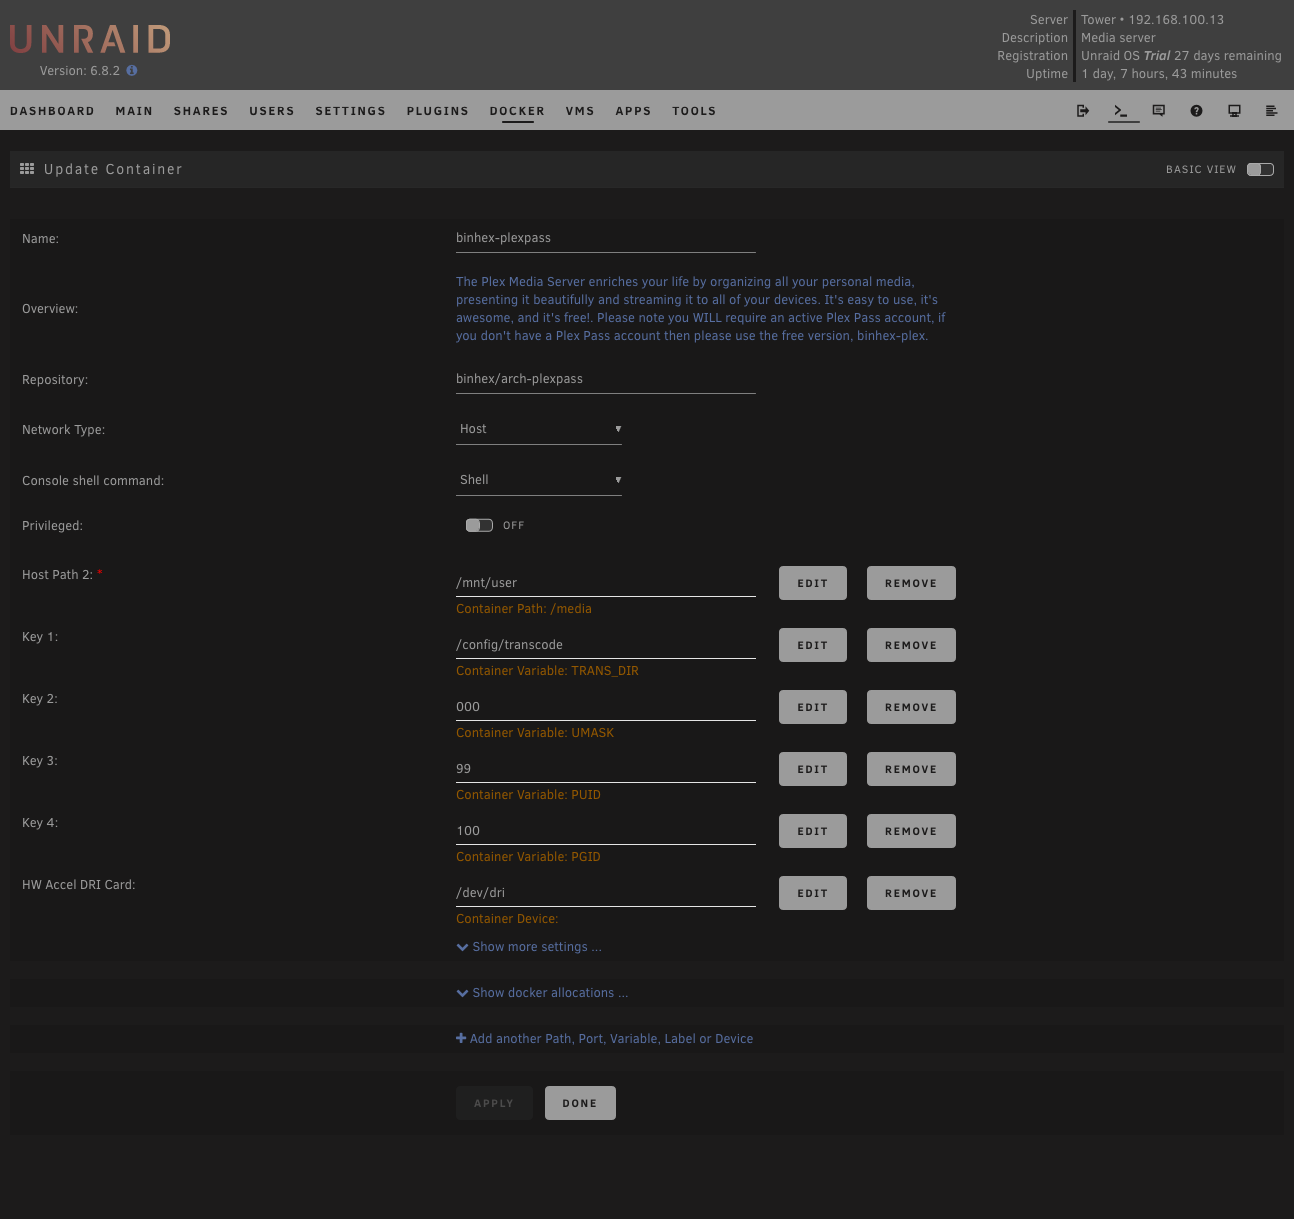 UNRAID
Version: 6.8.2
Server Tower • 192.168.100.13
Description Media server
Registration Unraid OS Trial 27 days remaining
Uptime 1 day, 7 hours, 43 minutes
DASHBOARD MAIN SHARES USERS SETTINGS PLUGINS DOCKER VMS APPS TOOLS
Update Container BASIC VIEW
Name: binhex-plexpass
Overview:
The Plex Media Server enriches your life by organizing all your personal media,
presenting it beautifully and streaming it to all of your devices. It's easy to use, it's
awesome, and it's free!. Please note you WILL require an active Plex Pass account, if
you don't have a Plex Pass account then please use the free version, binhex-plex.
Repository: binhex/arch-plexpass
Network Type: Host
Console shell command: Shell
Privileged: OFF
Host Path 2: * /mnt/user EDIT REMOVE
Container Path: /media
Key 1: /config/transcode EDIT REMOVE
Container Variable: TRANS_DIR
Key 2: 000 EDIT REMOVE
Container Variable: UMASK
Key 3: 99 EDIT REMOVE
Container Variable: PUID
Key 4: 100 EDIT REMOVE
Container Variable: PGID
HW Accel DRI Card: /dev/dri EDIT REMOVE
Container Device:
Show more settings ...
Show docker allocations ...
Add another Path, Port, Variable, Label or Device
APPLY DONE